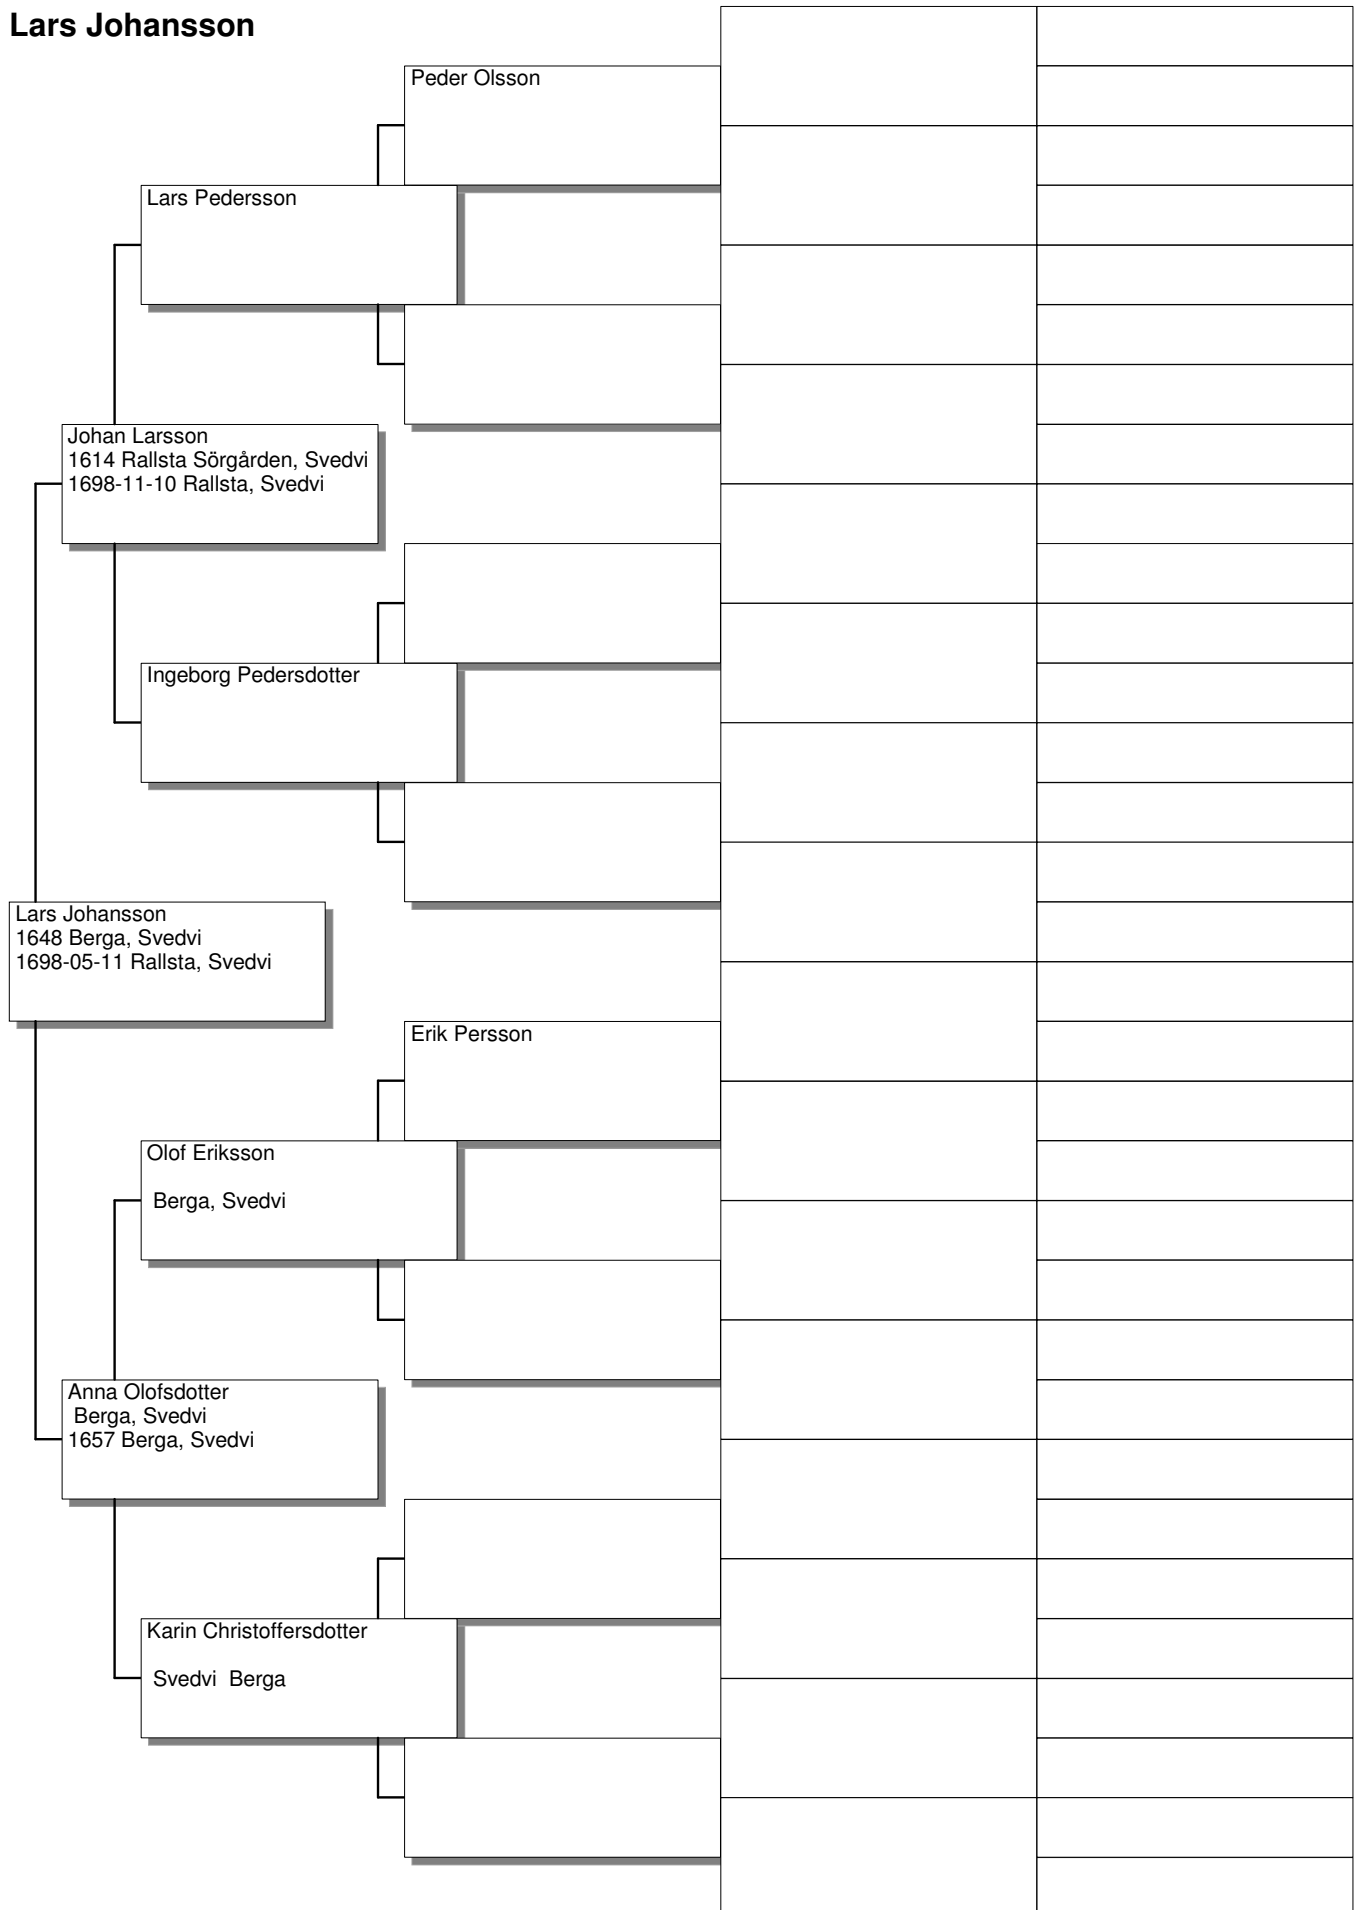 Lars Johansson
Peder Olsson
Lars Pedersson
Johan Larsson
1614 Rallsta Sörgården, Svedvi
1698-11-10 Rallsta, Svedvi
Ingeborg Pedersdotter
Lars Johansson
1648 Berga, Svedvi
1698-05-11 Rallsta, Svedvi
Erik Persson
Olof Eriksson
Berga, Svedvi
Anna Olofsdotter
Berga, Svedvi
1657 Berga, Svedvi
Karin Christoffersdotter
Svedvi  Berga